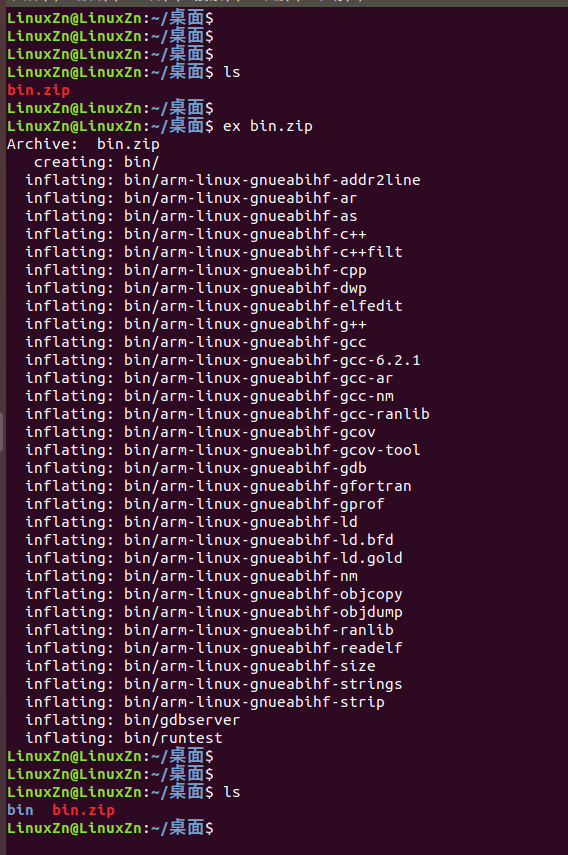 LinuxZn@LinuxZn:~/桌面$
LinuxZn@LinuxZn:~/桌面$
LinuxZn@LinuxZn:~/桌面$
LinuxZn@LinuxZn:~/桌面$ ls
bin.zip
LinuxZn@LinuxZn:~/桌面$
LinuxZn@LinuxZn:~/桌面$ ex bin.zip
Archive:  bin.zip
   creating: bin/
  inflating: bin/arm-linux-gnueabihf-addr2line
  inflating: bin/arm-linux-gnueabihf-ar
  inflating: bin/arm-linux-gnueabihf-as
  inflating: bin/arm-linux-gnueabihf-c++
  inflating: bin/arm-linux-gnueabihf-c++filt
  inflating: bin/arm-linux-gnueabihf-cpp
  inflating: bin/arm-linux-gnueabihf-dwp
  inflating: bin/arm-linux-gnueabihf-elfedit
  inflating: bin/arm-linux-gnueabihf-g++
  inflating: bin/arm-linux-gnueabihf-gcc
  inflating: bin/arm-linux-gnueabihf-gcc-6.2.1
  inflating: bin/arm-linux-gnueabihf-gcc-ar
  inflating: bin/arm-linux-gnueabihf-gcc-nm
  inflating: bin/arm-linux-gnueabihf-gcc-ranlib
  inflating: bin/arm-linux-gnueabihf-gcov
  inflating: bin/arm-linux-gnueabihf-gcov-tool
  inflating: bin/arm-linux-gnueabihf-gdb
  inflating: bin/arm-linux-gnueabihf-gfortran
  inflating: bin/arm-linux-gnueabihf-gprof
  inflating: bin/arm-linux-gnueabihf-ld
  inflating: bin/arm-linux-gnueabihf-ld.bfd
  inflating: bin/arm-linux-gnueabihf-ld.gold
  inflating: bin/arm-linux-gnueabihf-nm
  inflating: bin/arm-linux-gnueabihf-objcopy
  inflating: bin/arm-linux-gnueabihf-objdump
  inflating: bin/arm-linux-gnueabihf-ranlib
  inflating: bin/arm-linux-gnueabihf-readelf
  inflating: bin/arm-linux-gnueabihf-size
  inflating: bin/arm-linux-gnueabihf-strings
  inflating: bin/arm-linux-gnueabihf-strip
  inflating: bin/gdbserver
  inflating: bin/runtest
LinuxZn@LinuxZn:~/桌面$
LinuxZn@LinuxZn:~/桌面$
LinuxZn@LinuxZn:~/桌面$ ls
bin  bin.zip
LinuxZn@LinuxZn:~/桌面$